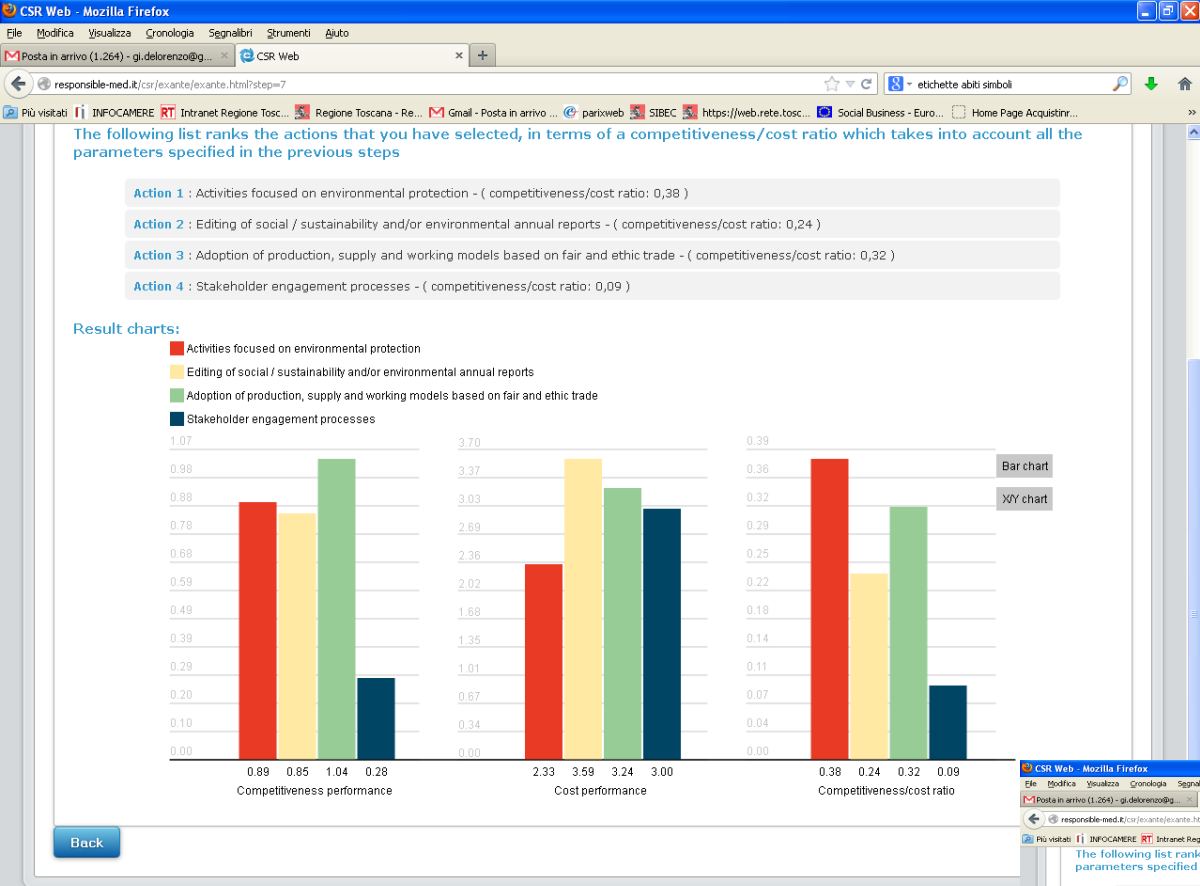 CSR Web - Mozilla Firefox
File Modifica Visualizza Cronologia Segnalibri Strumenti Aiuto
Posta in arrivo (1.264) - gi.delorenzo@g... × CSR Web × +
responsible-med.it/csr/exante/exante.html?step=7 etichette abiti simboli
Più visitati INFOCAMERE RT Intranet Regione Tosc... Regione Toscana - Re... Gmail - Posta in arrivo ... parixweb SIBEC https://web.rete.tosc... Social Business - Euro... Home Page Acquistinr... »
The following list ranks the actions that you have selected, in terms of a competitiveness/cost ratio which takes into account all the
parameters specified in the previous steps
Action 1 : Activities focused on environmental protection - ( competitiveness/cost ratio: 0,38 )
Action 2 : Editing of social / sustainability and/or environmental annual reports - ( competitiveness/cost ratio: 0,24 )
Action 3 : Adoption of production, supply and working models based on fair and ethic trade - ( competitiveness/cost ratio: 0,32 )
Action 4 : Stakeholder engagement processes - ( competitiveness/cost ratio: 0,09 )
Result charts:
Activities focused on environmental protection
Editing of social / sustainability and/or environmental annual reports
Adoption of production, supply and working models based on fair and ethic trade
Stakeholder engagement processes
1.07
0.98
0.88
0.78
0.68
0.59
0.49
0.39
0.29
0.20
0.10
0.00
0.89 0.85 1.04 0.28
Competitiveness performance
3.70
3.37
3.03
2.69
2.36
2.02
1.68
1.35
1.01
0.67
0.34
0.00
2.33 3.59 3.24 3.00
Cost performance
0.39
0.36
0.32
0.29
0.25
0.22
0.18
0.14
0.11
0.07
0.04
0.00
0.38 0.24 0.32 0.09
Competitiveness/cost ratio
Bar chart
X/Y chart
Back
CSR Web - Mozilla Firefox
File Modifica Visualizza Cronologia Segnal
Posta in arrivo (1.264) - gi.delorenzo@g... ×
responsible-med.it/csr/exante/exante.ht
Più visitati INFOCAMERE RT Intranet Reg
The following list rank
parameters specified